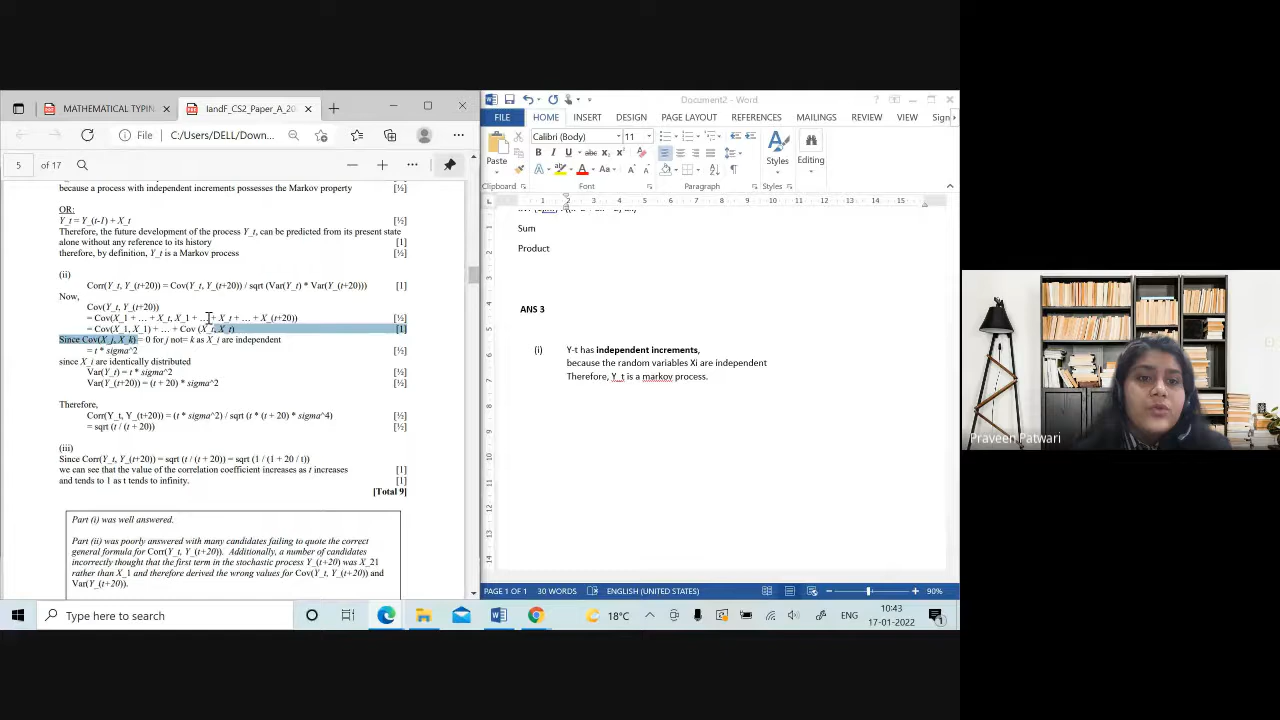 MATHEMATICAL TYPIN
IandF_CS2_Paper_A_20
File
C:/Users/DELL/Down...
5
of 17
because a process with independent increments possesses the Markov property [½]
OR:
Y_t = Y_(t-1) + X_t [½]
Therefore, the future development of the process Y_t, can be predicted from its present state
alone without any reference to its history [1]
therefore, by definition, Y_t is a Markov process [½]
(ii)
Corr(Y_t, Y_(t+20)) = Cov(Y_t, Y_(t+20)) / sqrt (Var(Y_t) * Var(Y_(t+20))) [1]
Now,
Cov(Y_t, Y_(t+20))
= Cov(X_1 + … + X_t, X_1 + … + X_t + … + X_(t+20)) [½]
= Cov(X_1, X_1) + … + Cov (X_t, X_t) [1]
Since Cov(X_j, X_k) = 0 for j not= k as X_i are independent
= t * sigma^2 [½]
since X_i are identically distributed
Var(Y_t) = t * sigma^2 [½]
Var(Y_(t+20)) = (t + 20) * sigma^2 [½]
Therefore,
Corr(Y_t, Y_(t+20)) = (t * sigma^2) / sqrt (t * (t + 20) * sigma^4) [½]
= sqrt (t / (t + 20)) [½]
(iii)
Since Corr(Y_t, Y_(t+20)) = sqrt (t / (t + 20)) = sqrt (1 / (1 + 20 / t))
we can see that the value of the correlation coefficient increases as t increases [1]
and tends to 1 as t tends to infinity. [1]
[Total 9]
Part (i) was well answered.
Part (ii) was poorly answered with many candidates failing to quote the correct
general formula for Corr(Y_t, Y_(t+20)). Additionally, a number of candidates
incorrectly thought that the first term in the stochastic process Y_(t+20) was X_21
rather than X_1 and therefore derived the wrong values for Cov(Y_t, Y_(t+20)) and
Var(Y_(t+20)).
Document2 - Word
FILE HOME INSERT DESIGN PAGE LAYOUT REFERENCES MAILINGS REVIEW VIEW Sign
Calibri (Body) 11
Paste
Styles
Editing
Clipboard Font Paragraph Styles
Sum
Product
ANS 3
(i) Y-t has independent increments,
because the random variables Xi are independent
Therefore, Y_t is a markov process.
PAGE 1 OF 1 30 WORDS ENGLISH (UNITED STATES) 90%
Praveen Patwari
Type here to search
18°C
ENG
10:43
17-01-2022